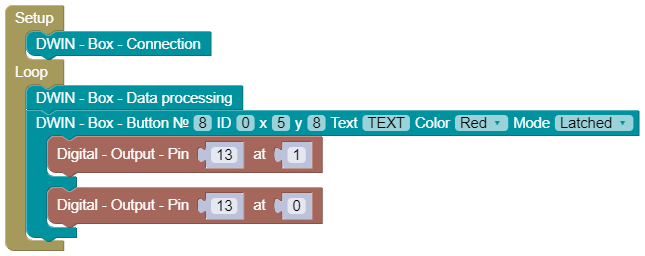 Setup
DWIN - Box - Connection
Loop
DWIN - Box - Data processing
DWIN - Box - Button № 8 ID 0 x 5 y 8 Text TEXT Color Red Mode Latched
Digital - Output - Pin 13 at 1
Digital - Output - Pin 13 at 0